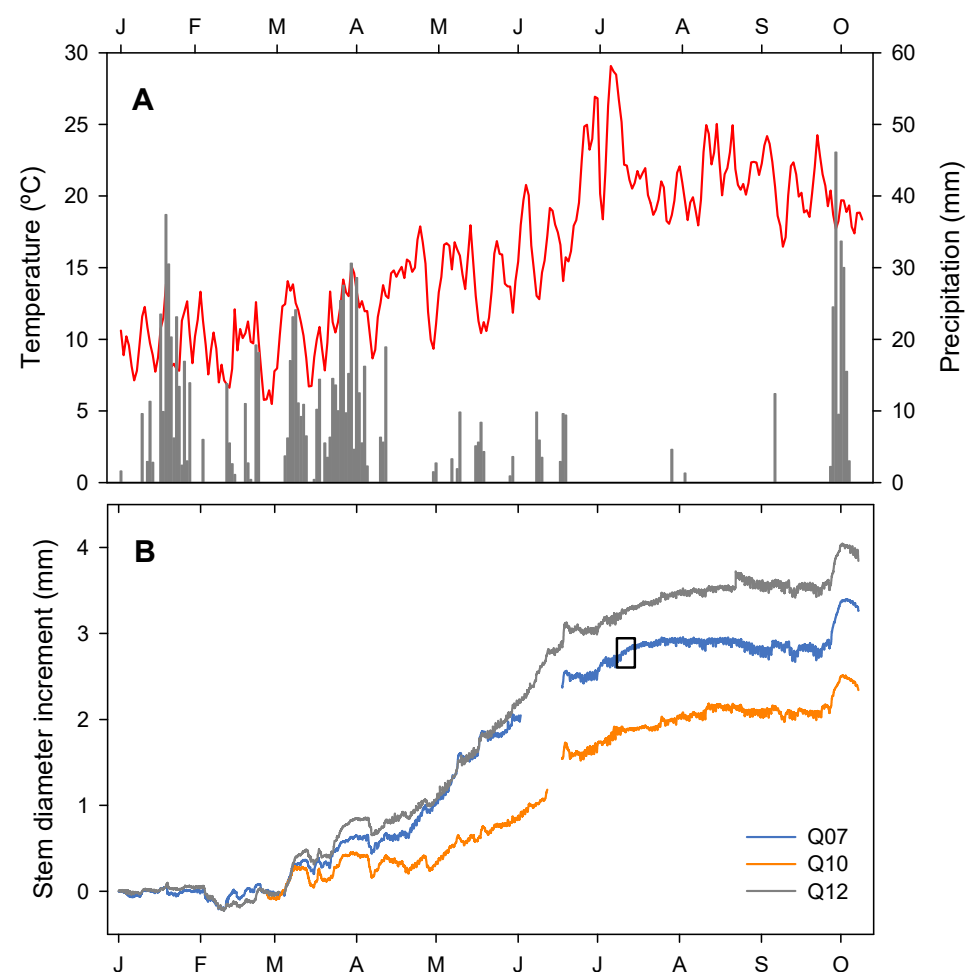 J F M A M J J A S O
30 60
A
25 50
20 40
15 30
10 20
5 10
0 0
Temperature (ºC)
Precipitation (mm)
B
4
3
2
1
0
Stem diameter increment (mm)
Q07
Q10
Q12
J F M A M J J A S O